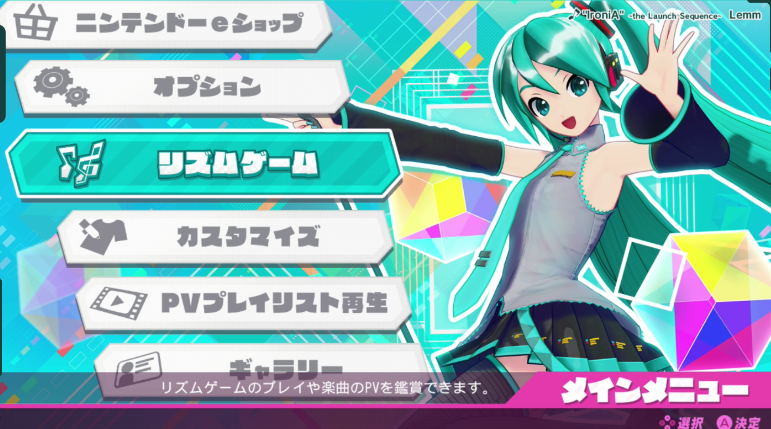 ニンテンドーeショップ
♪"IroniA" -the Launch Sequence- Lemm
オプション
リズムゲーム
カスタマイズ
PVプレイリスト再生
ギャラリー
リズムゲームのプレイや楽曲のPVを鑑賞できます。
メインメニュー
選択 A 決定